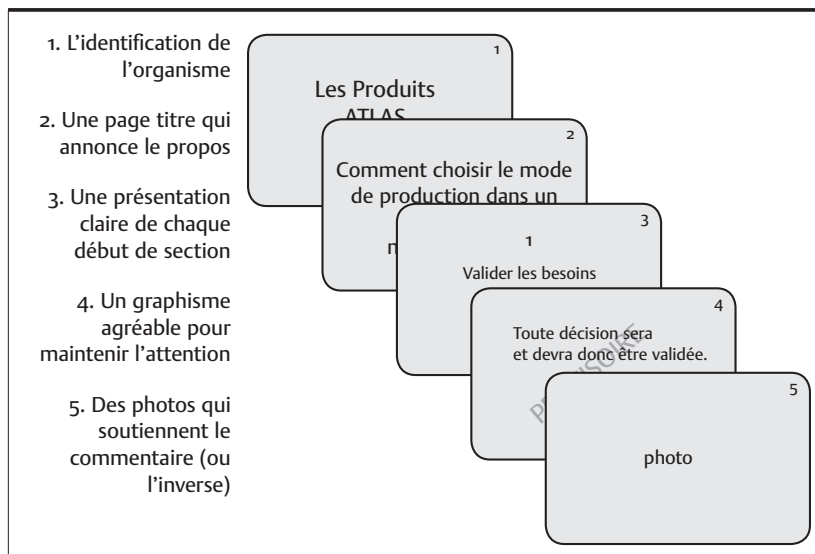 1. L’identification de
l’organisme
2. Une page titre qui
annonce le propos
3. Une présentation
claire de chaque
début de section
4. Un graphisme
agréable pour
maintenir l’attention
5. Des photos qui
soutiennent le
commentaire (ou
l’inverse)
1
Les Produits
ATLAS
2
Comment choisir le mode
de production dans un
3
1
Valider les besoins
4
Toute décision sera
et devra donc être validée.
5
photo